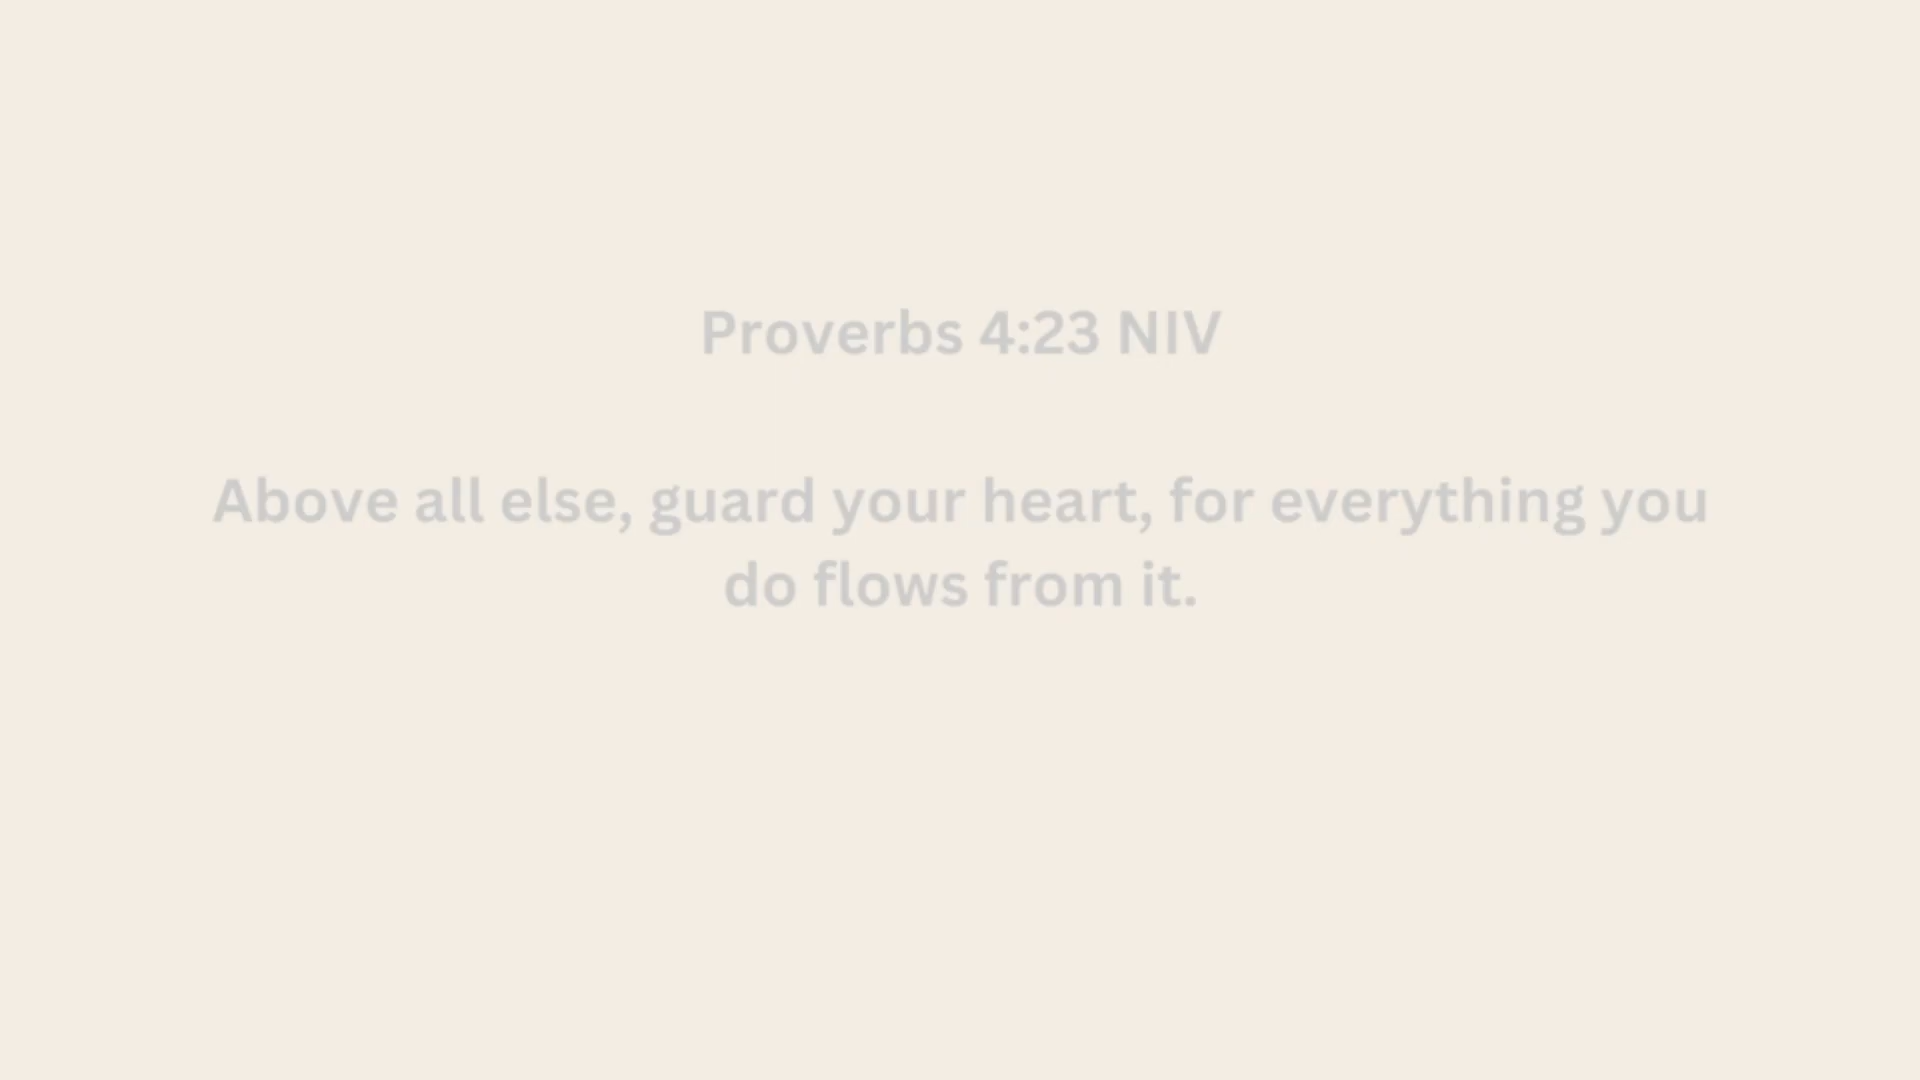 Proverbs 4:23 NIV
Above all else, guard your heart, for everything you
do flows from it.